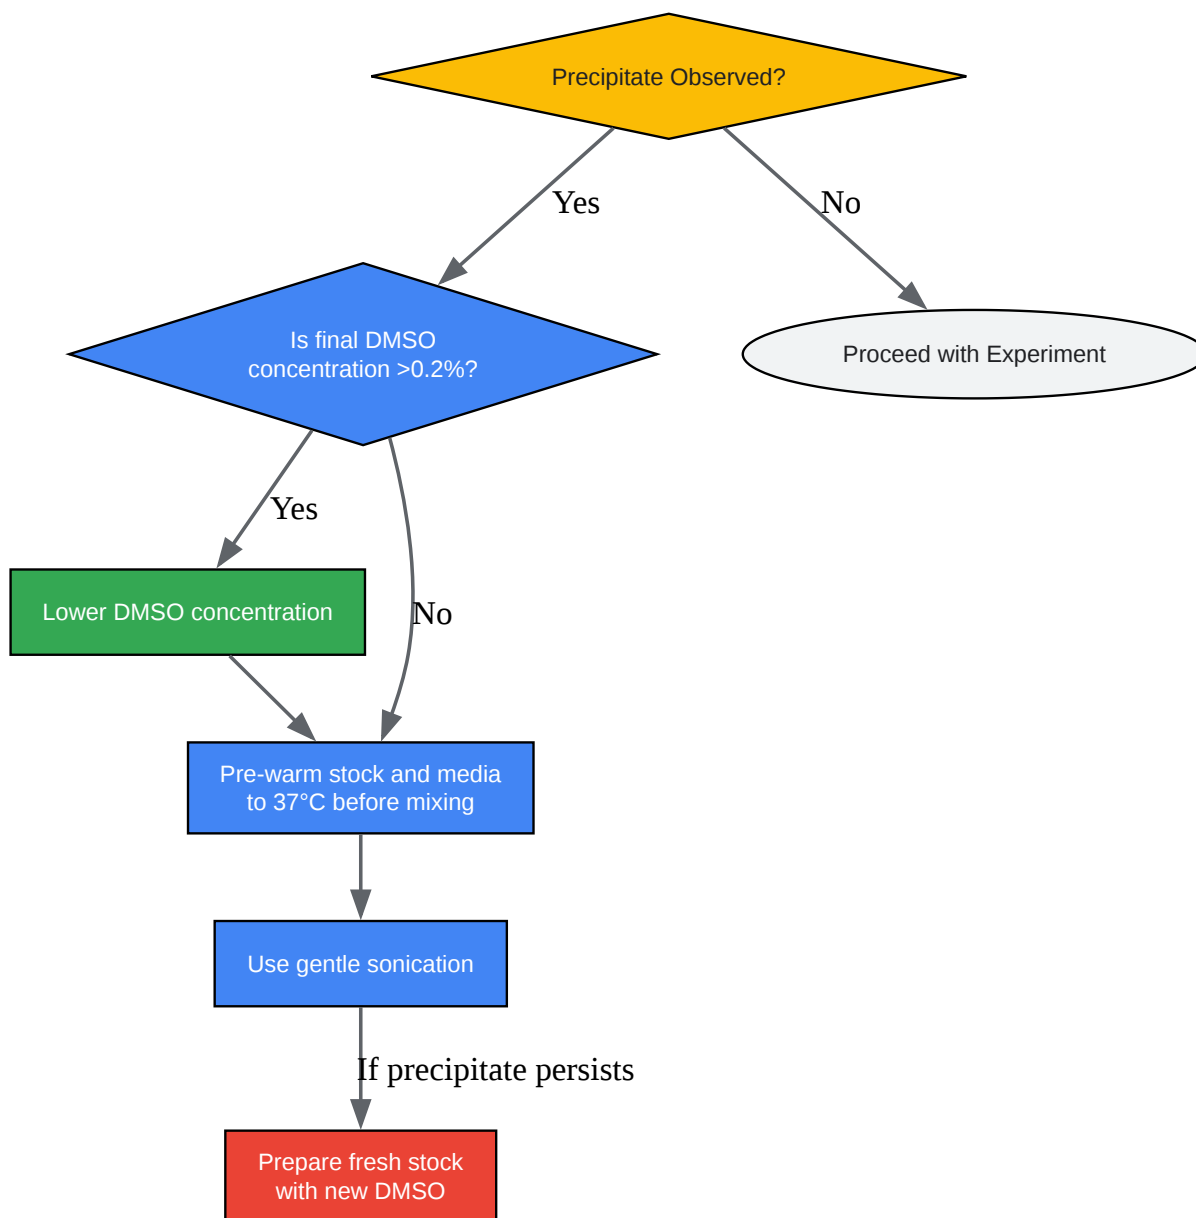 Precipitate Observed?
Yes
No
Is final DMSO
concentration >0.2%?
Proceed with Experiment
Yes
Lower DMSO concentration
No
Pre-warm stock and media
to 37°C before mixing
Use gentle sonication
If precipitate persists
Prepare fresh stock
with new DMSO